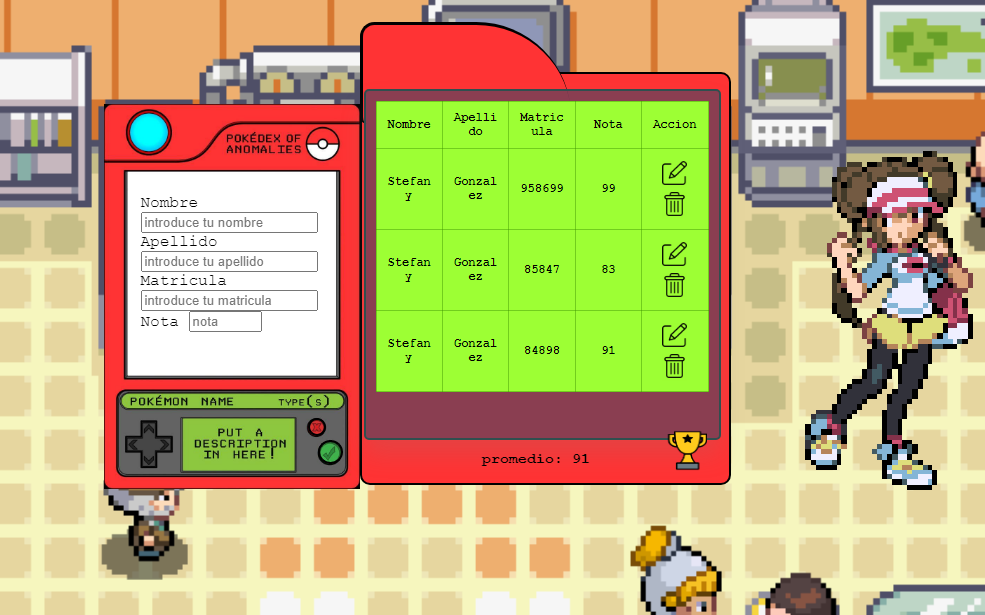 POKÉDEX OF
ANOMALIES
Nombre
introduce tu nombre
Apellido
introduce tu apellido
Matricula
introduce tu matricula
Nota nota
POKÉMON NAME TYPE(S)
PUT A
DESCRIPTION
IN HERE!
Nombre Apelli
do Matric
ula Nota Accion
Stefan
y Gonzal
ez 958699 99
Stefan
y Gonzal
ez 85847 83
Stefan
y Gonzal
ez 84898 91
promedio: 91